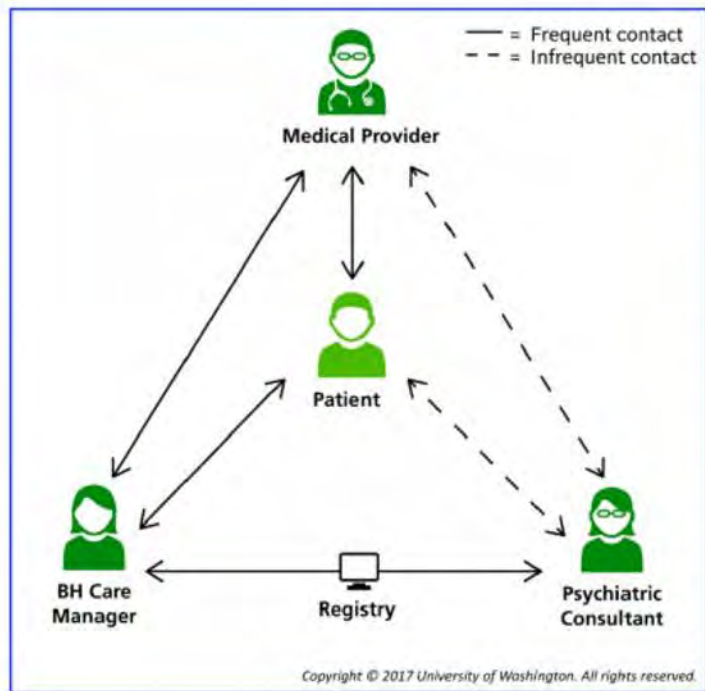 = Frequent contact
= Infrequent contact
Medical Provider
Patient
BH Care
Manager
Registry
Psychiatric
Consultant
Copyright © 2017 University of Washington. All rights reserved.